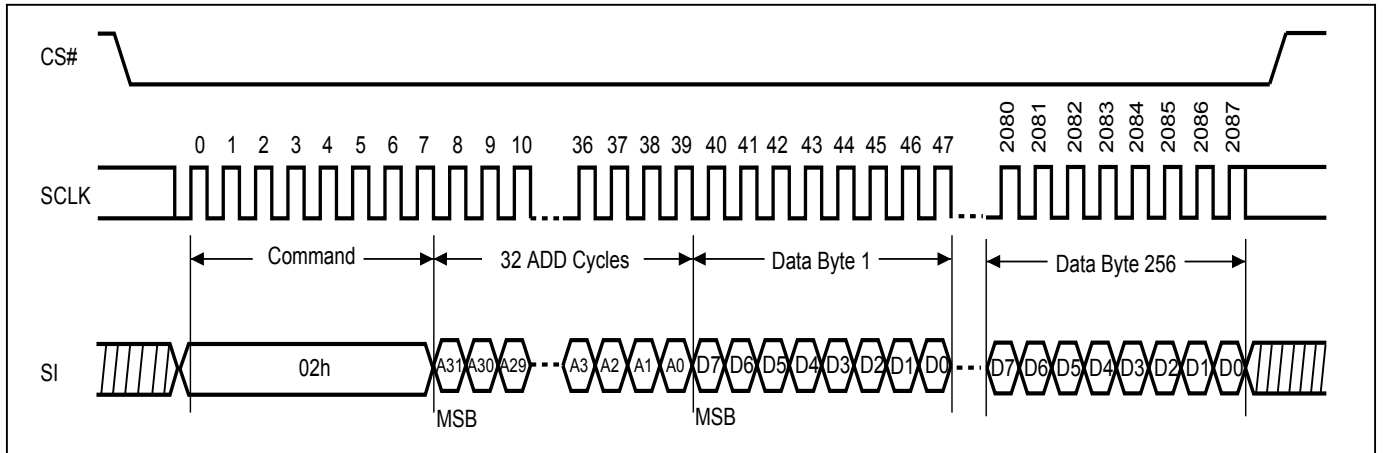 CS#
2080 2081 2082 2083 2084 2085 2086 2087
0 1 2 3 4 5 6 7 8 9 10 36 37 38 39 40 41 42 43 44 45 46 47
SCLK
Command 32 ADD Cycles Data Byte 1 Data Byte 256
SI 02h A31 A30 A29 A3 A2 A1 A0 D7 D6 D5 D4 D3 D2 D1 D0 D7 D6 D5 D4 D3 D2 D1 D0
MSB MSB